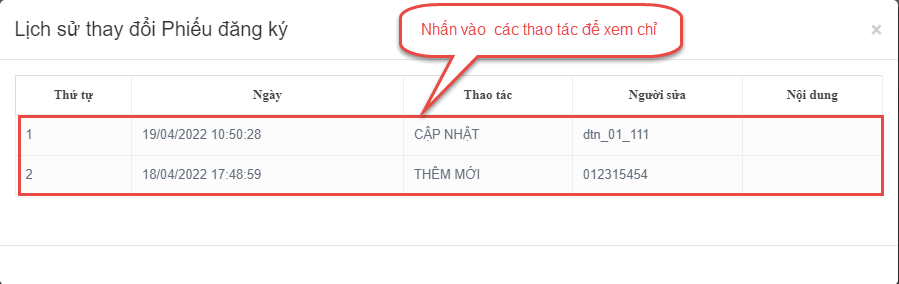 Lịch sử thay đổi Phiếu đăng ký
Nhấn vào các thao tác để xem chỉ
×
Thứ tự Ngày Thao tác Người sửa Nội dung
1 19/04/2022 10:50:28 CẬP NHẬT dtn_01_111
2 18/04/2022 17:48:59 THÊM MỚI 012315454